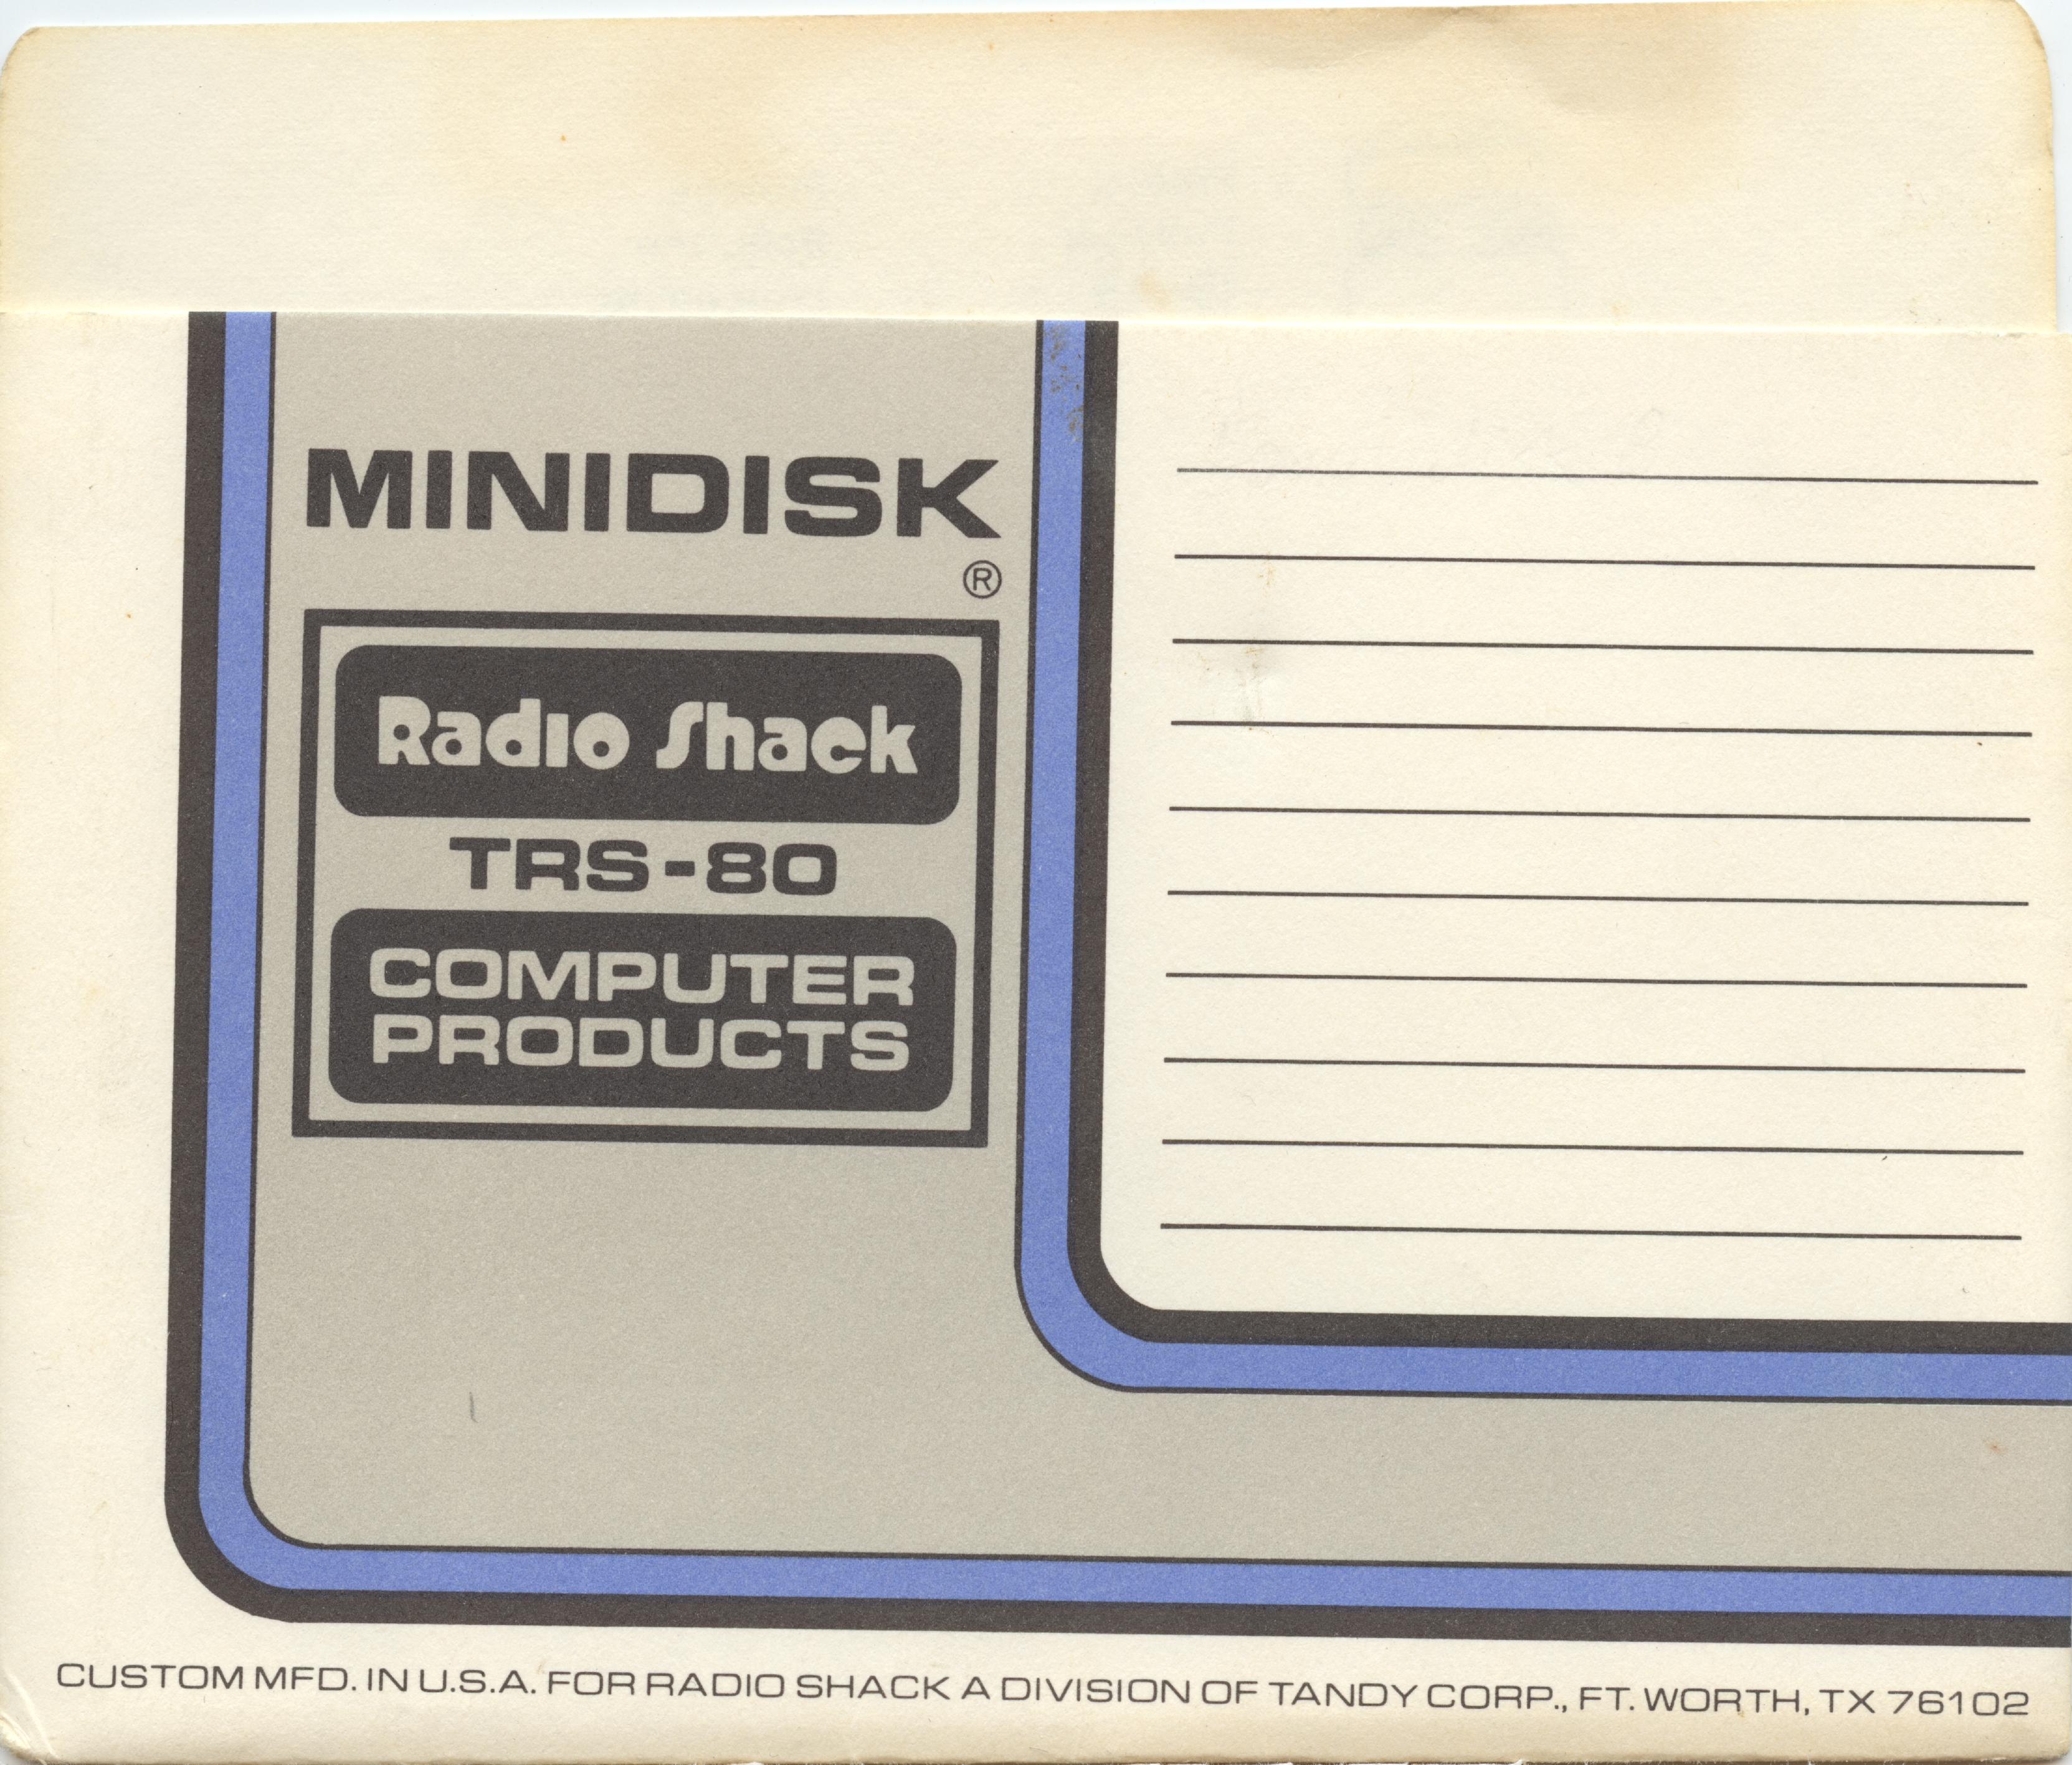 MINIDISK
®
Radio Shack
TRS-80
COMPUTER
PRODUCTS
CUSTOM MFD. IN U.S.A. FOR RADIO SHACK A DIVISION OF TANDY CORP., FT. WORTH, TX 76102